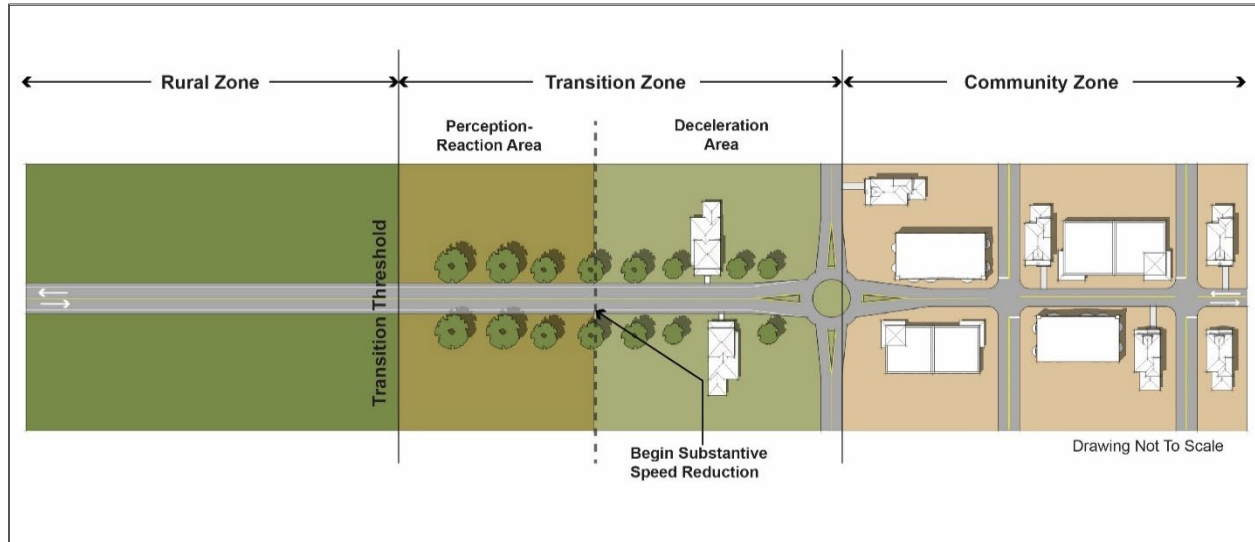 Rural Zone
Transition Zone
Community Zone
Perception-
Reaction Area
Deceleration
Area
Transition Threshold
Begin Substantive
Speed Reduction
Drawing Not To Scale